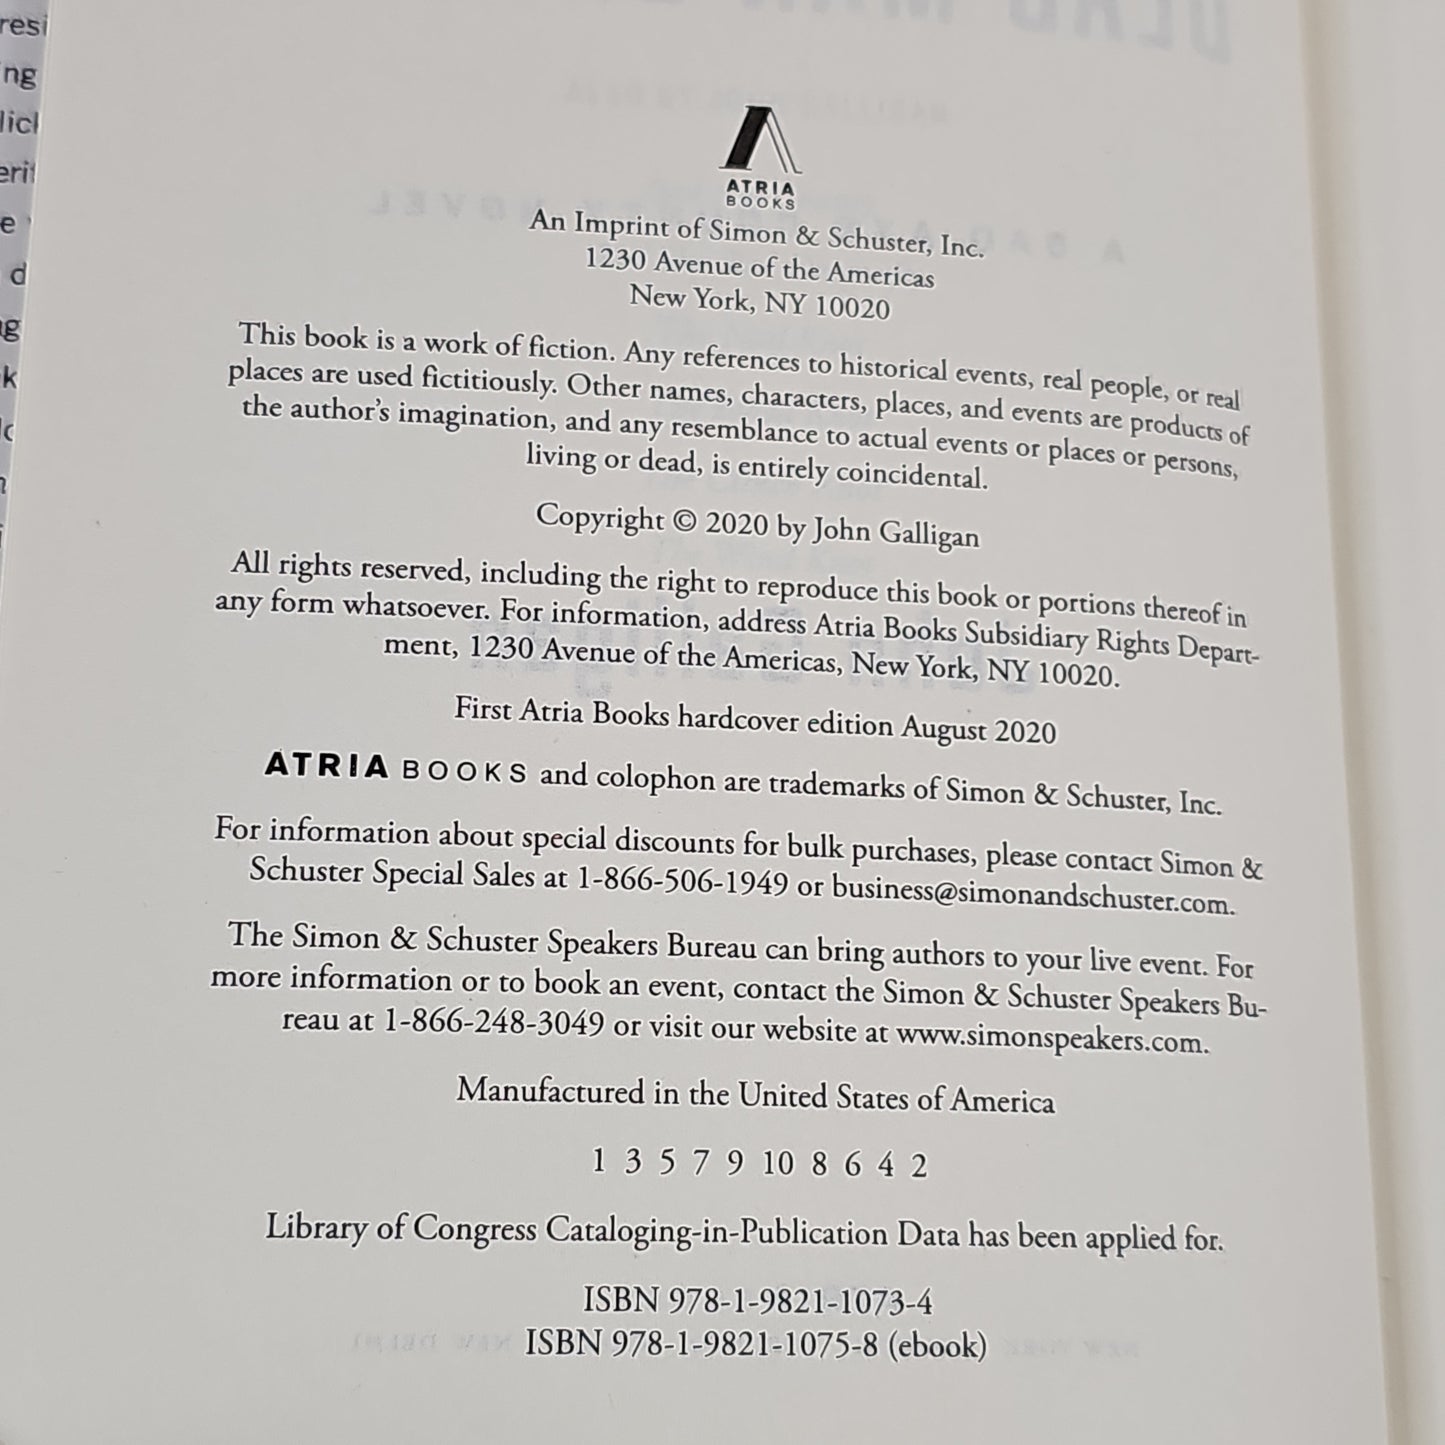 ATRIA
BOOKS
An Imprint of Simon & Schuster, Inc.
1230 Avenue of the Americas
New York, NY 10020
This book is a work of fiction. Any references to historical events, real people, or real
places are used fictitiously. Other names, characters, places, and events are products of
the author's imagination, and any resemblance to actual events or places or persons,
living or dead, is entirely coincidental.
Copyright © 2020 by John Galligan
All rights reserved, including the right to reproduce this book or portions thereof in
any form whatsoever. For information, address Atria Books Subsidiary Rights Depart-
ment, 1230 Avenue of the Americas, New York, NY 10020.
First Atria Books hardcover edition August 2020
ATRIA BOOKS and colophon are trademarks of Simon & Schuster, Inc.
For information about special discounts for bulk purchases, please contact Simon &
Schuster Special Sales at 1-866-506-1949 or business@simonandschuster.com.
The Simon & Schuster Speakers Bureau can bring authors to your live event. For
more information or to book an event, contact the Simon & Schuster Speakers Bu-
reau at 1-866-248-3049 or visit our website at www.simonspeakers.com.
Manufactured in the United States of America
1 3 5 7 9 10 8 6 4 2
Library of Congress Cataloging-in-Publication Data has been applied for.
ISBN 978-1-9821-1073-4
ISBN 978-1-9821-1075-8 (ebook)